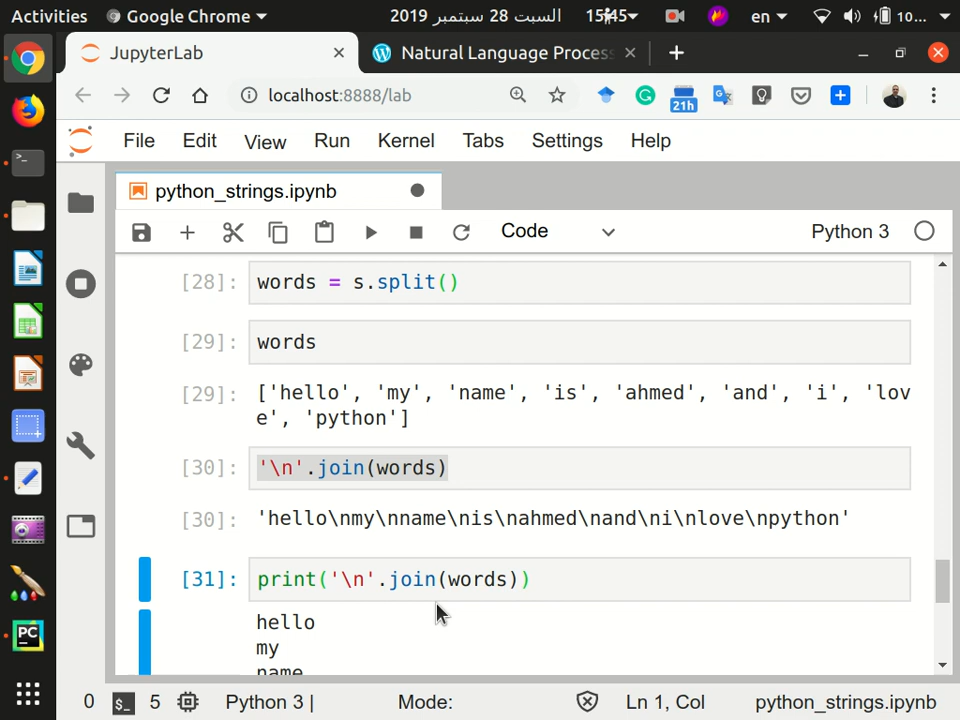 Activities Google Chrome السبت 28 سبتمبر 2019 15:45 en 10...
JupyterLab Natural Language Process
localhost:8888/lab 21h
File Edit View Run Kernel Tabs Settings Help
python_strings.ipynb
Code Python 3
[28]: words = s.split()
[29]: words
[29]: ['hello', 'my', 'name', 'is', 'ahmed', 'and', 'i', 'lov
e', 'python']
[30]: '\n'.join(words)
[30]: 'hello\nmy\nname\nis\nahmed\nand\ni\nlove\npython'
[31]: print('\n'.join(words))
hello
my
name
0 $_ 5 Python 3 | Mode: Ln 1, Col python_strings.ipynb